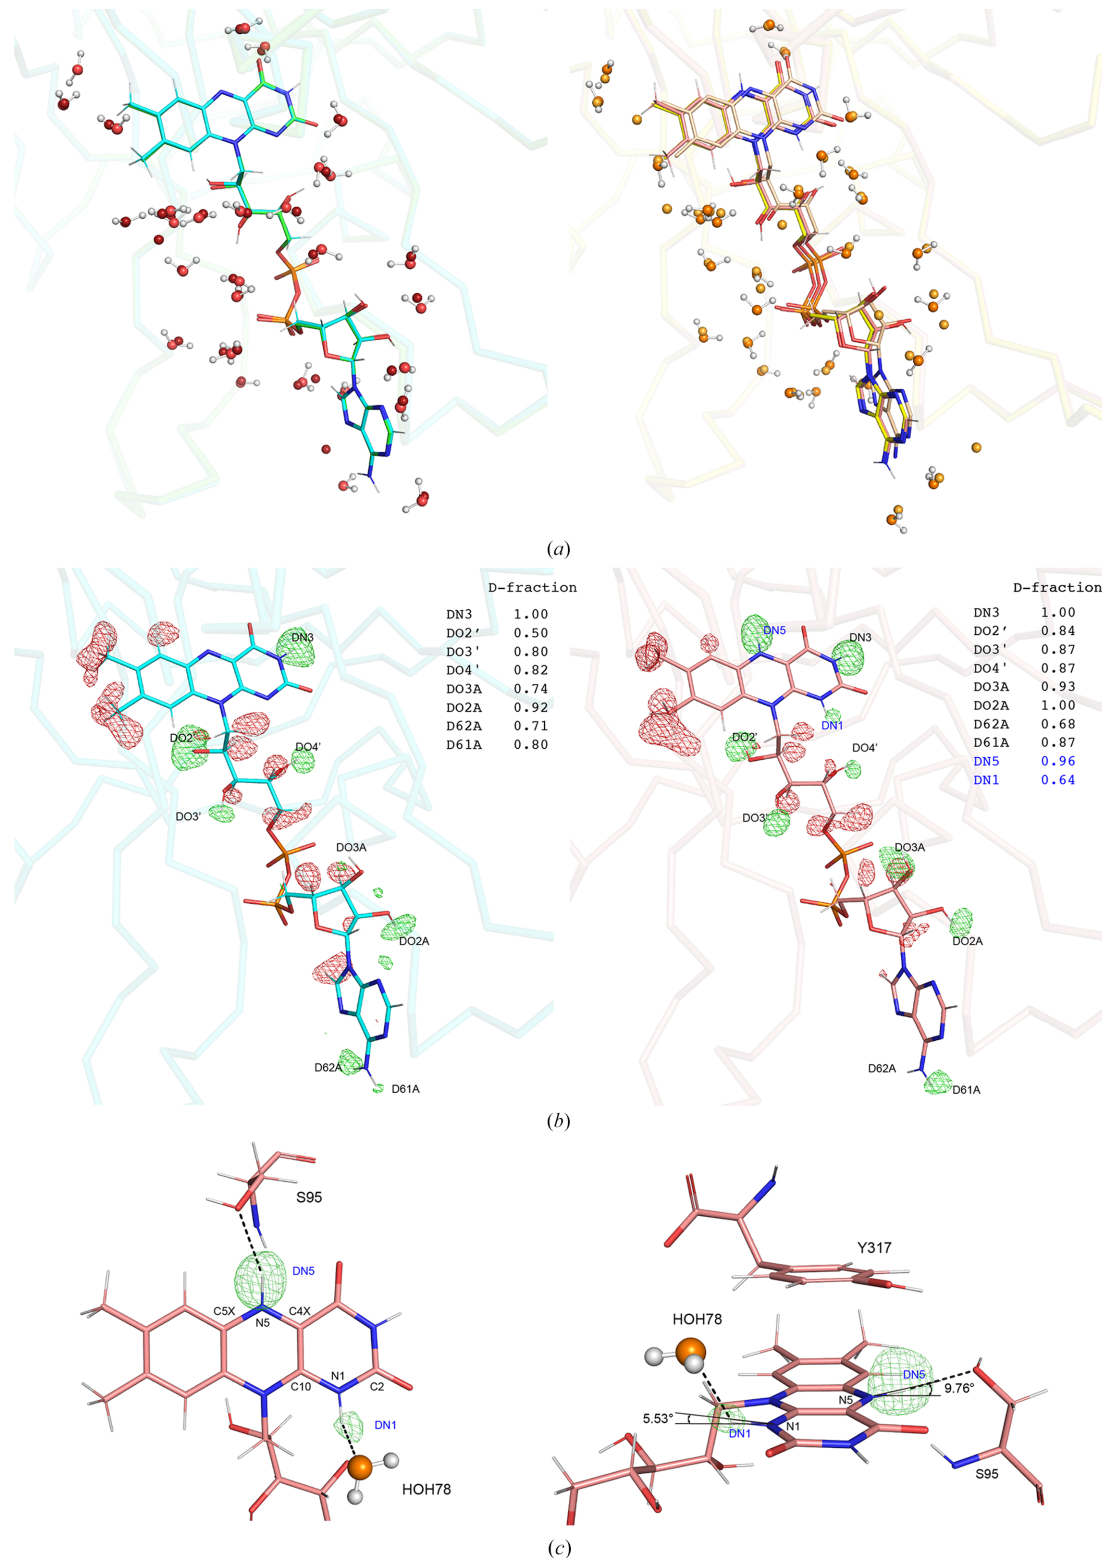 (a)
D-fraction
DN3 1.00
DO2′ 0.50
DO3' 0.80
DO4' 0.82
DO3A 0.74
DO2A 0.92
D62A 0.71
D61A 0.80
DN3
DO2'
DO4'
DO3'
DO3A
DO2A
D62A
D61A
D-fraction
DN3 1.00
DO2′ 0.84
DO3' 0.87
DO4' 0.87
DO3A 0.93
DO2A 1.00
D62A 0.68
D61A 0.87
DN5 0.96
DN1 0.64
DN5
DN3
DN1
DO2'
DO4'
DO3'
DO3A
DO2A
D62A
D61A
(b)
S95
DN5
C5X
C4X
N5
N1
C10
C2
DN1
HOH78
Y317
HOH78
DN5
N5
9.76°
5.53°
DN1
N1
S95
(c)